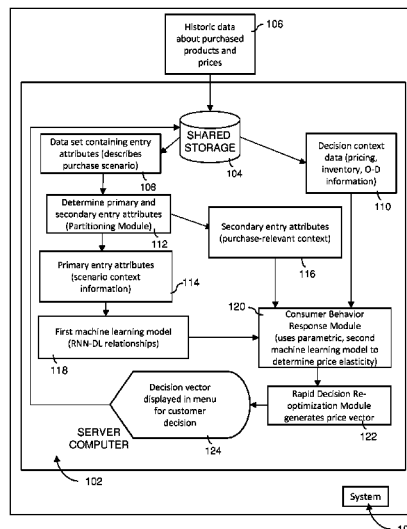 Historic data
about purchased
products and
prices
106
SHARED
STORAGE
104
Data set containing entry
attributes (describes
purchase scenario)
108
Decision context
data (pricing,
inventory, O-D
information)
110
Determine primary and
secondary entry attributes
(Partitioning Module)
112
Secondary entry attributes
(purchase-relevant context)
116
Primary entry attributes
(scenario context
information)
114
120
Consumer Behavior
Response Module
(uses parametric, second
machine learning model to
determine price elasticity)
First machine learning model
(RNN-DL relationships)
118
Rapid Decision Re-
optimization Module
generates price vector
122
Decision vector
displayed in menu
for customer
decision
124
SERVER
COMPUTER
102
System